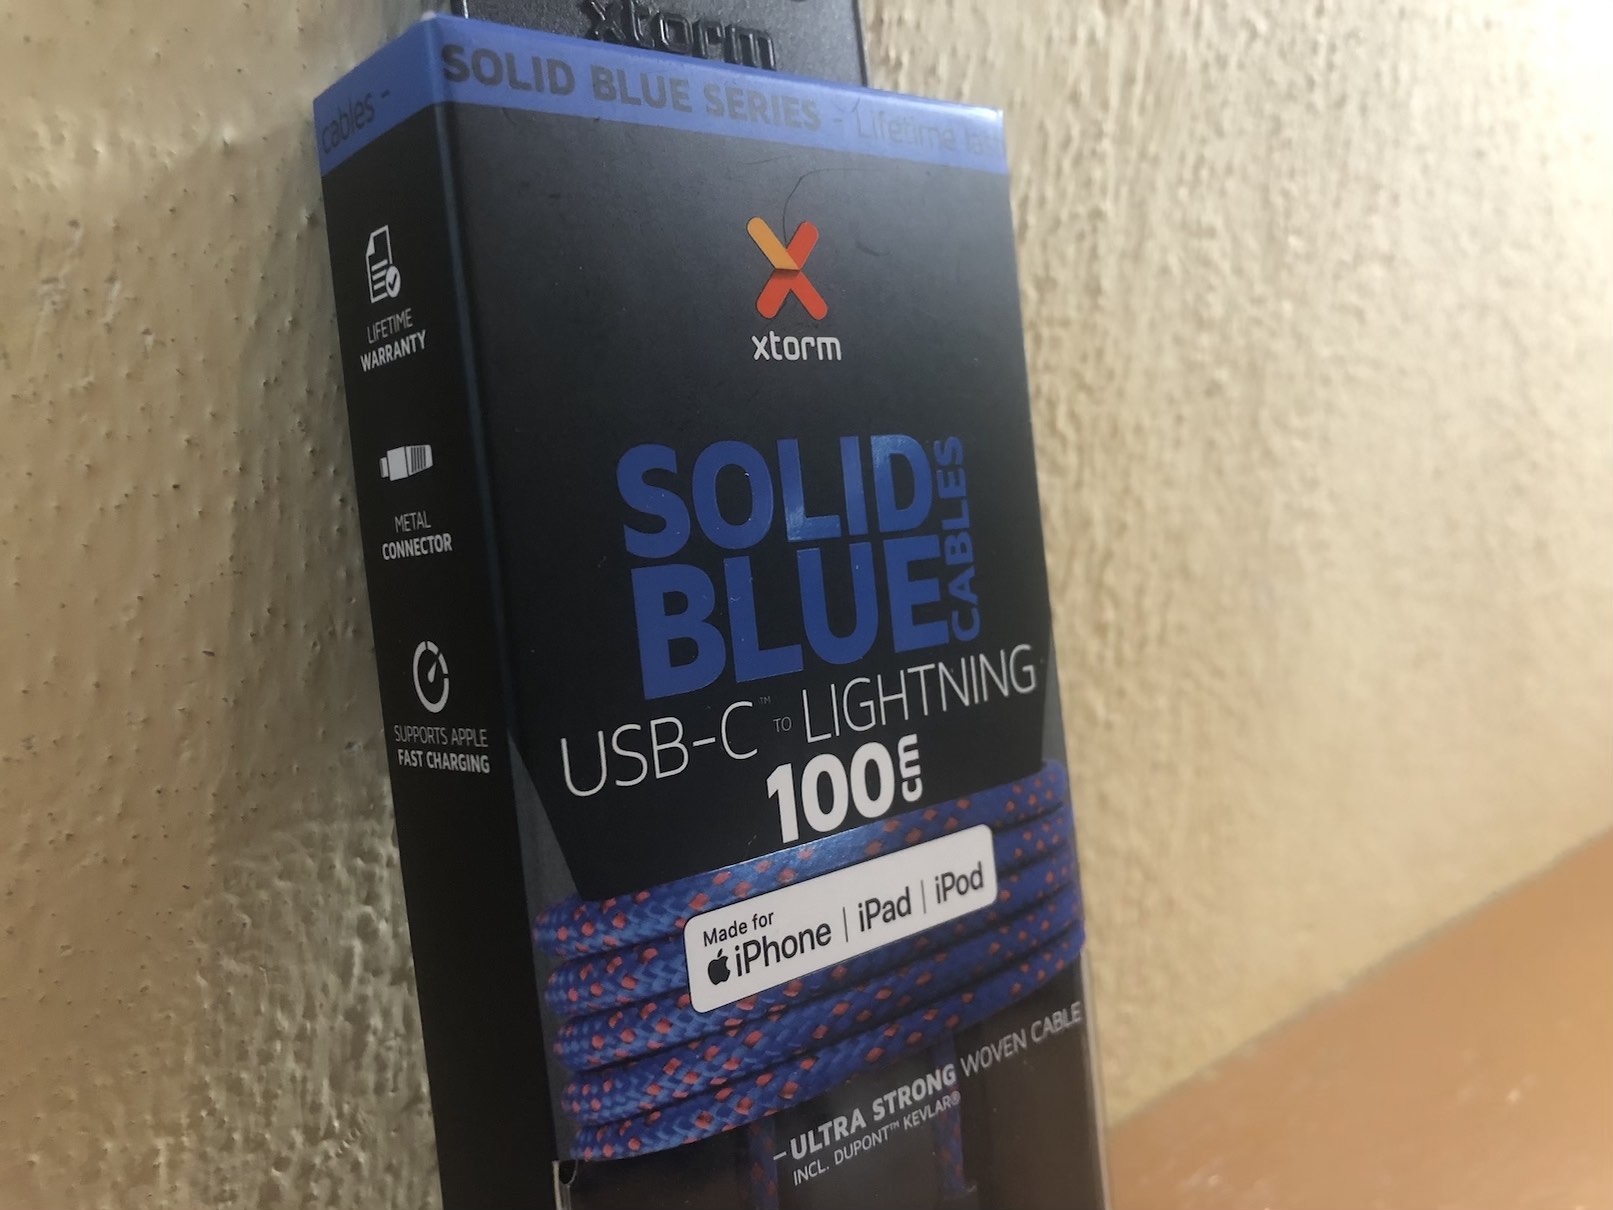 xtorm
cables - SOLID BLUE SERIES - Lifetime
LIFETIME
WARRANTY
METAL
CONNECTOR
SUPPORTS APPLE
FAST CHARGING
xtorm
SOLID
BLUE
CABLES
USB-C™ TO LIGHTNING
100cm
Made for
iPhone | iPad | iPod
-ULTRA STRONG WOVEN CABLE
INCL. DUPONT™ KEVLAR®